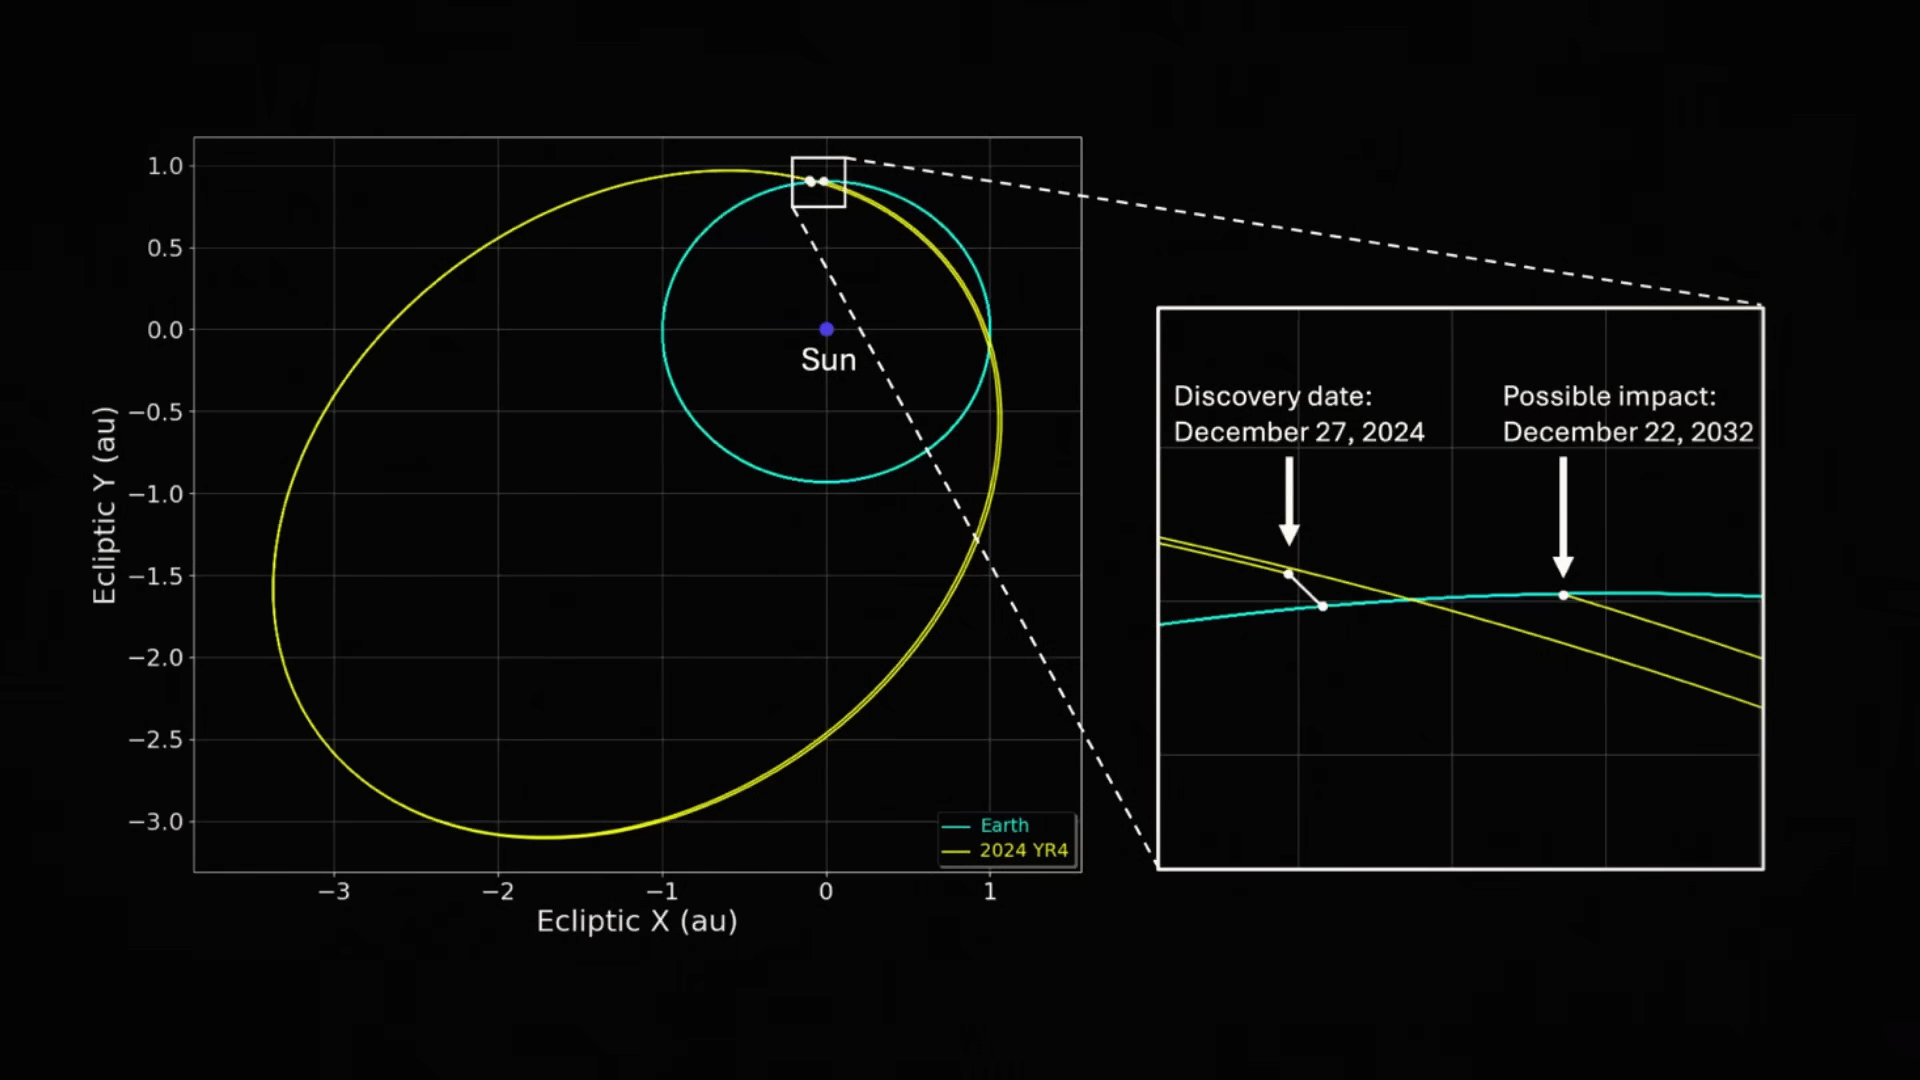 1.0
0.5
0.0
−0.5
−1.0
−1.5
−2.0
−2.5
−3.0
Ecliptic Y (au)
Sun
Earth
2024 YR4
−3 −2 −1 0 1
Ecliptic X (au)
Discovery date:
December 27, 2024
Possible impact:
December 22, 2032